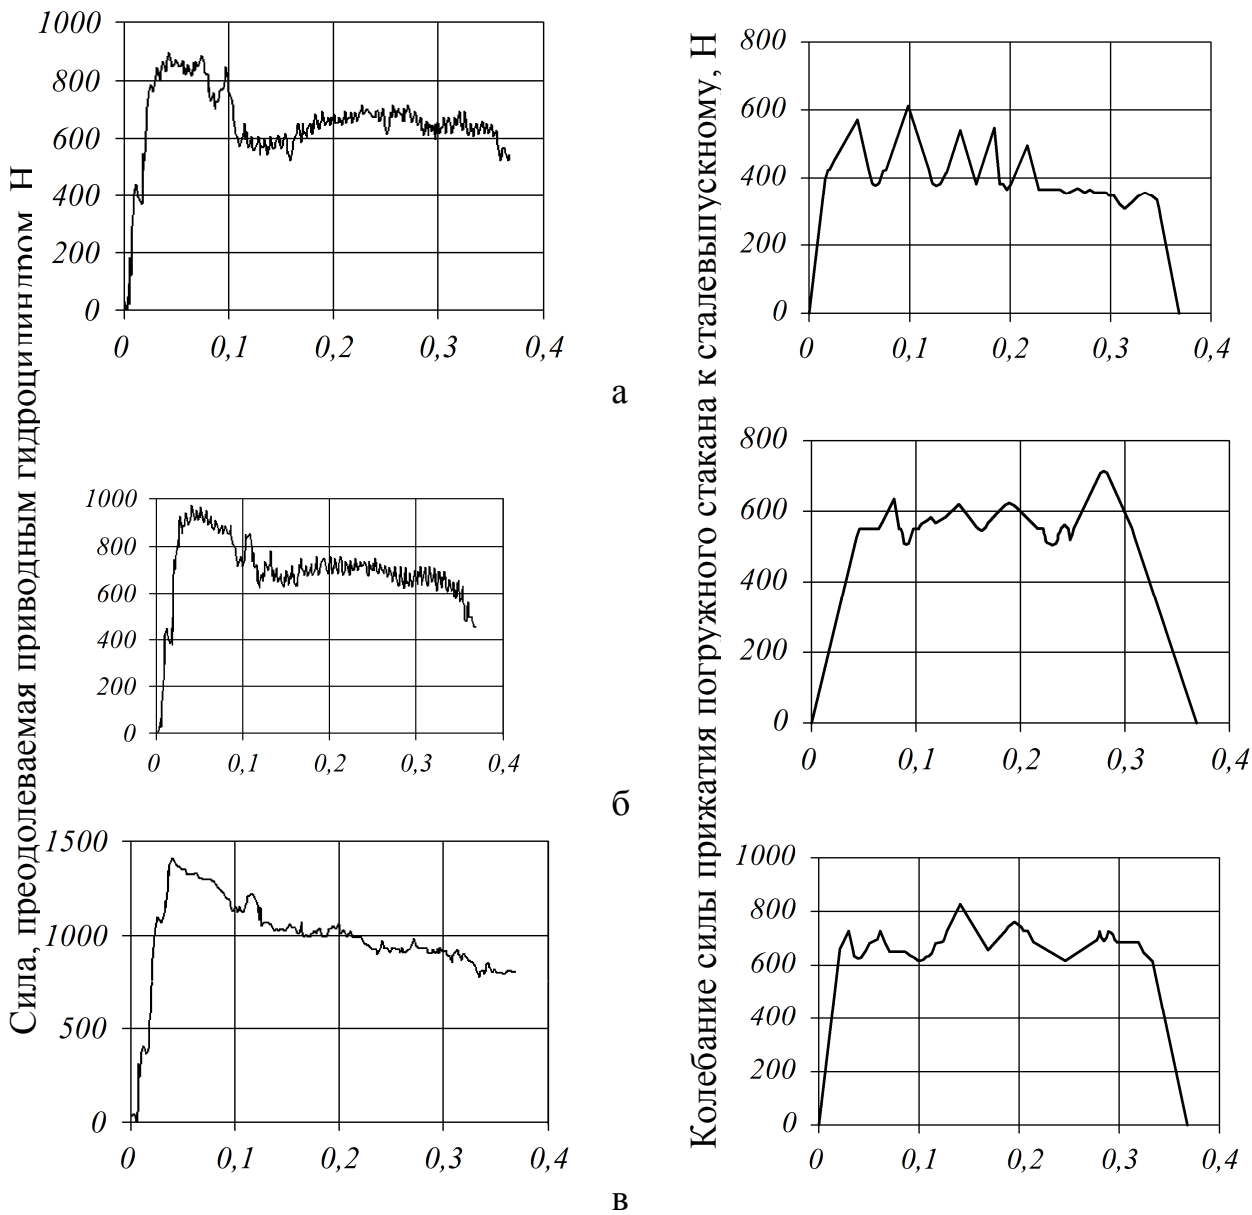 Сила, преодолеваемая приводным гидроцилиндром Н
1000
800
600
400
200
0
0 0,1 0,2 0,3 0,4
Колебание силы прижатия погружного стакана к сталевыпускному, Н
800
600
400
200
0
0 0,1 0,2 0,3 0,4
а
1000
800
600
400
200
0
0 0,1 0,2 0,3 0,4
800
600
400
200
0
0 0,1 0,2 0,3 0,4
б
1500
1000
500
0
0 0,1 0,2 0,3 0,4
1000
800
600
400
200
0
0 0,1 0,2 0,3 0,4
в